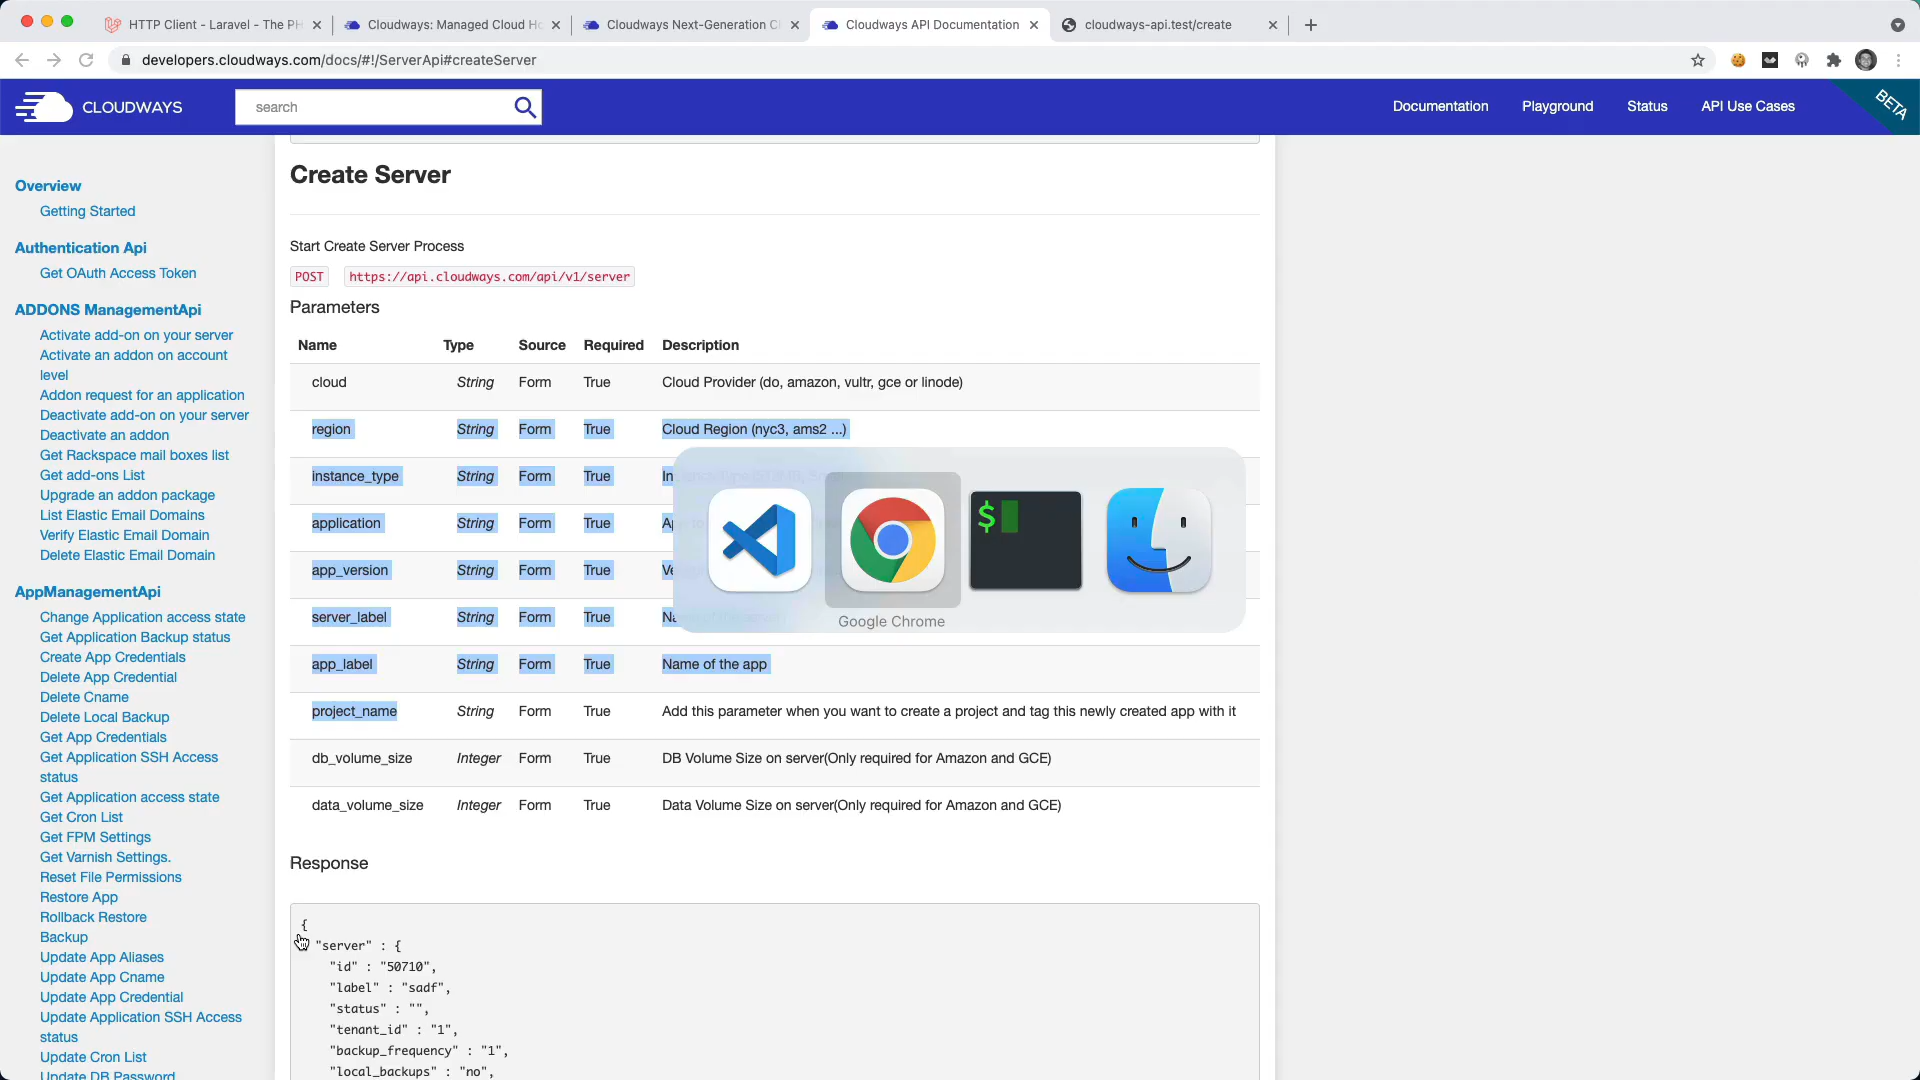 HTTP Client - Laravel - The PH
Cloudways: Managed Cloud Ho
Cloudways Next-Generation Cl
Cloudways API Documentation
cloudways-api.test/create
developers.cloudways.com/docs/#!/ServerApi#createServer
CLOUDWAYS
search
Documentation
Playground
Status
API Use Cases
BETA
Overview
Getting Started
Authentication Api
Get OAuth Access Token
ADDONS ManagementApi
Activate add-on on your server
Activate an addon on account
level
Addon request for an application
Deactivate add-on on your server
Deactivate an addon
Get Rackspace mail boxes list
Get add-ons List
Upgrade an addon package
List Elastic Email Domains
Verify Elastic Email Domain
Delete Elastic Email Domain
AppManagementApi
Change Application access state
Get Application Backup status
Create App Credentials
Delete App Credential
Delete Cname
Delete Local Backup
Get App Credentials
Get Application SSH Access
status
Get Application access state
Get Cron List
Get FPM Settings
Get Varnish Settings.
Reset File Permissions
Restore App
Rollback Restore
Backup
Update App Aliases
Update App Cname
Update App Credential
Update Application SSH Access
status
Update Cron List
Update DB Password
Create Server
Start Create Server Process
POST https://api.cloudways.com/api/v1/server
Parameters
Name Type Source Required Description
cloud String Form True Cloud Provider (do, amazon, vultr, gce or linode)
region String Form True Cloud Region (nyc3, ams2 ...)
instance_type String Form True
application String Form True
app_version String Form True
server_label String Form True
app_label String Form True Name of the app
project_name String Form True Add this parameter when you want to create a project and tag this newly created app with it
db_volume_size Integer Form True DB Volume Size on server(Only required for Amazon and GCE)
data_volume_size Integer Form True Data Volume Size on server(Only required for Amazon and GCE)
$
Google Chrome
Response
{
"server" : {
"id" : "50710",
"label" : "sadf",
"status" : "",
"tenant_id" : "1",
"backup_frequency" : "1",
"local_backups" : "no",